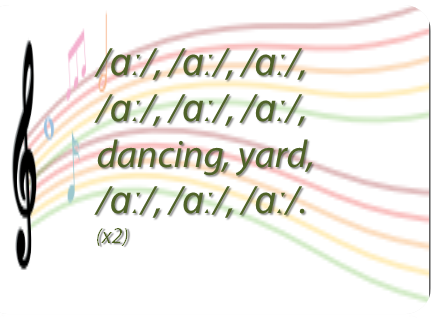 /ɑː/, /ɑː/, /ɑː/,
/ɑː/, /ɑː/, /ɑː/,
dancing, yard,
/ɑː/, /ɑː/, /ɑː/.
(x2)